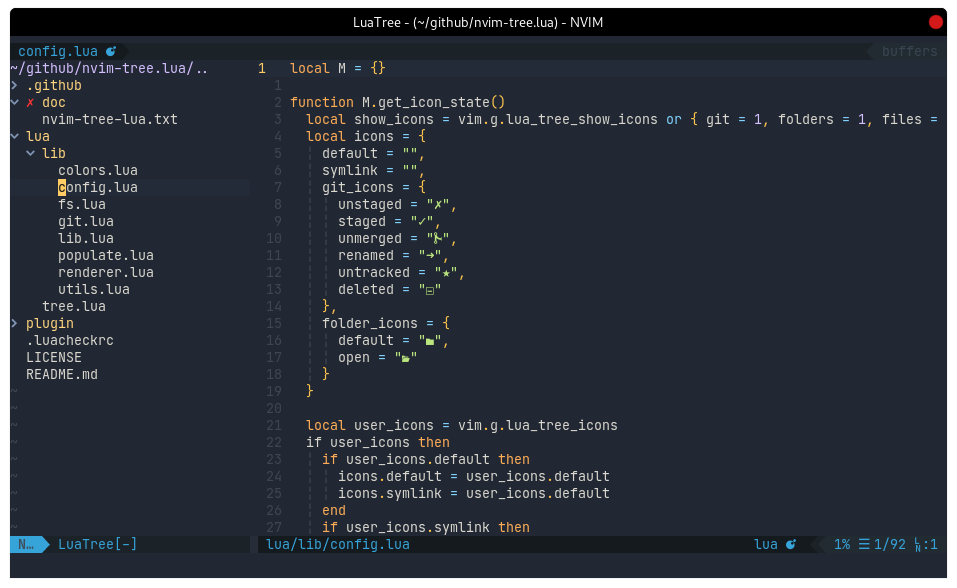 LuaTree - (~/github/nvim-tree.lua) - NVIM
config.lua
buffers
~/github/nvim-tree.lua/..
> .github
✗ doc
nvim-tree-lua.txt
lua
lib
colors.lua
config.lua
fs.lua
git.lua
lib.lua
populate.lua
renderer.lua
utils.lua
tree.lua
> plugin
.luacheckrc
LICENSE
README.md
~
~
~
~
~
~
~
~
~
1 local M = {}
1
2 function M.get_icon_state()
3 local show_icons = vim.g.lua_tree_show_icons or { git = 1, folders = 1, files =
4 local icons = {
5 default = "",
6 symlink = "",
7 git_icons = {
8 unstaged = "✗",
9 staged = "✓",
10 unmerged = "",
11 renamed = "➜",
12 untracked = "★",
13 deleted = ""
14 },
15 folder_icons = {
16 default = "",
17 open = ""
18 }
19 }
20
21 local user_icons = vim.g.lua_tree_icons
22 if user_icons then
23 if user_icons.default then
24 icons.default = user_icons.default
25 icons.symlink = user_icons.default
26 end
27 if user_icons.symlink then
N… LuaTree[-]
lua/lib/config.lua
lua 1% ☰ 1/92 :1